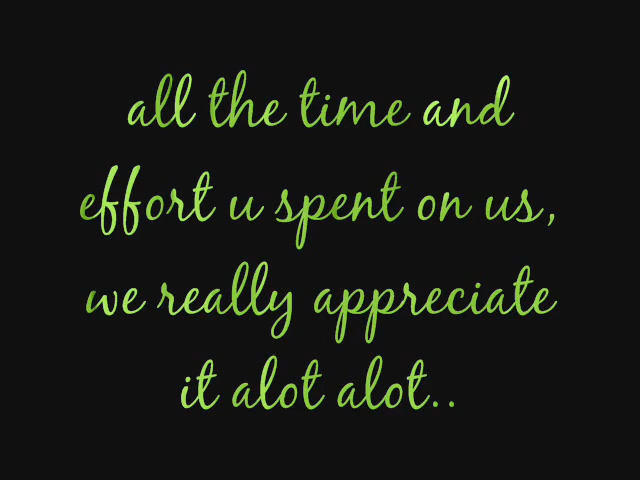 all the time and
effort u spent on us,
we really appreciate
it alot alot..